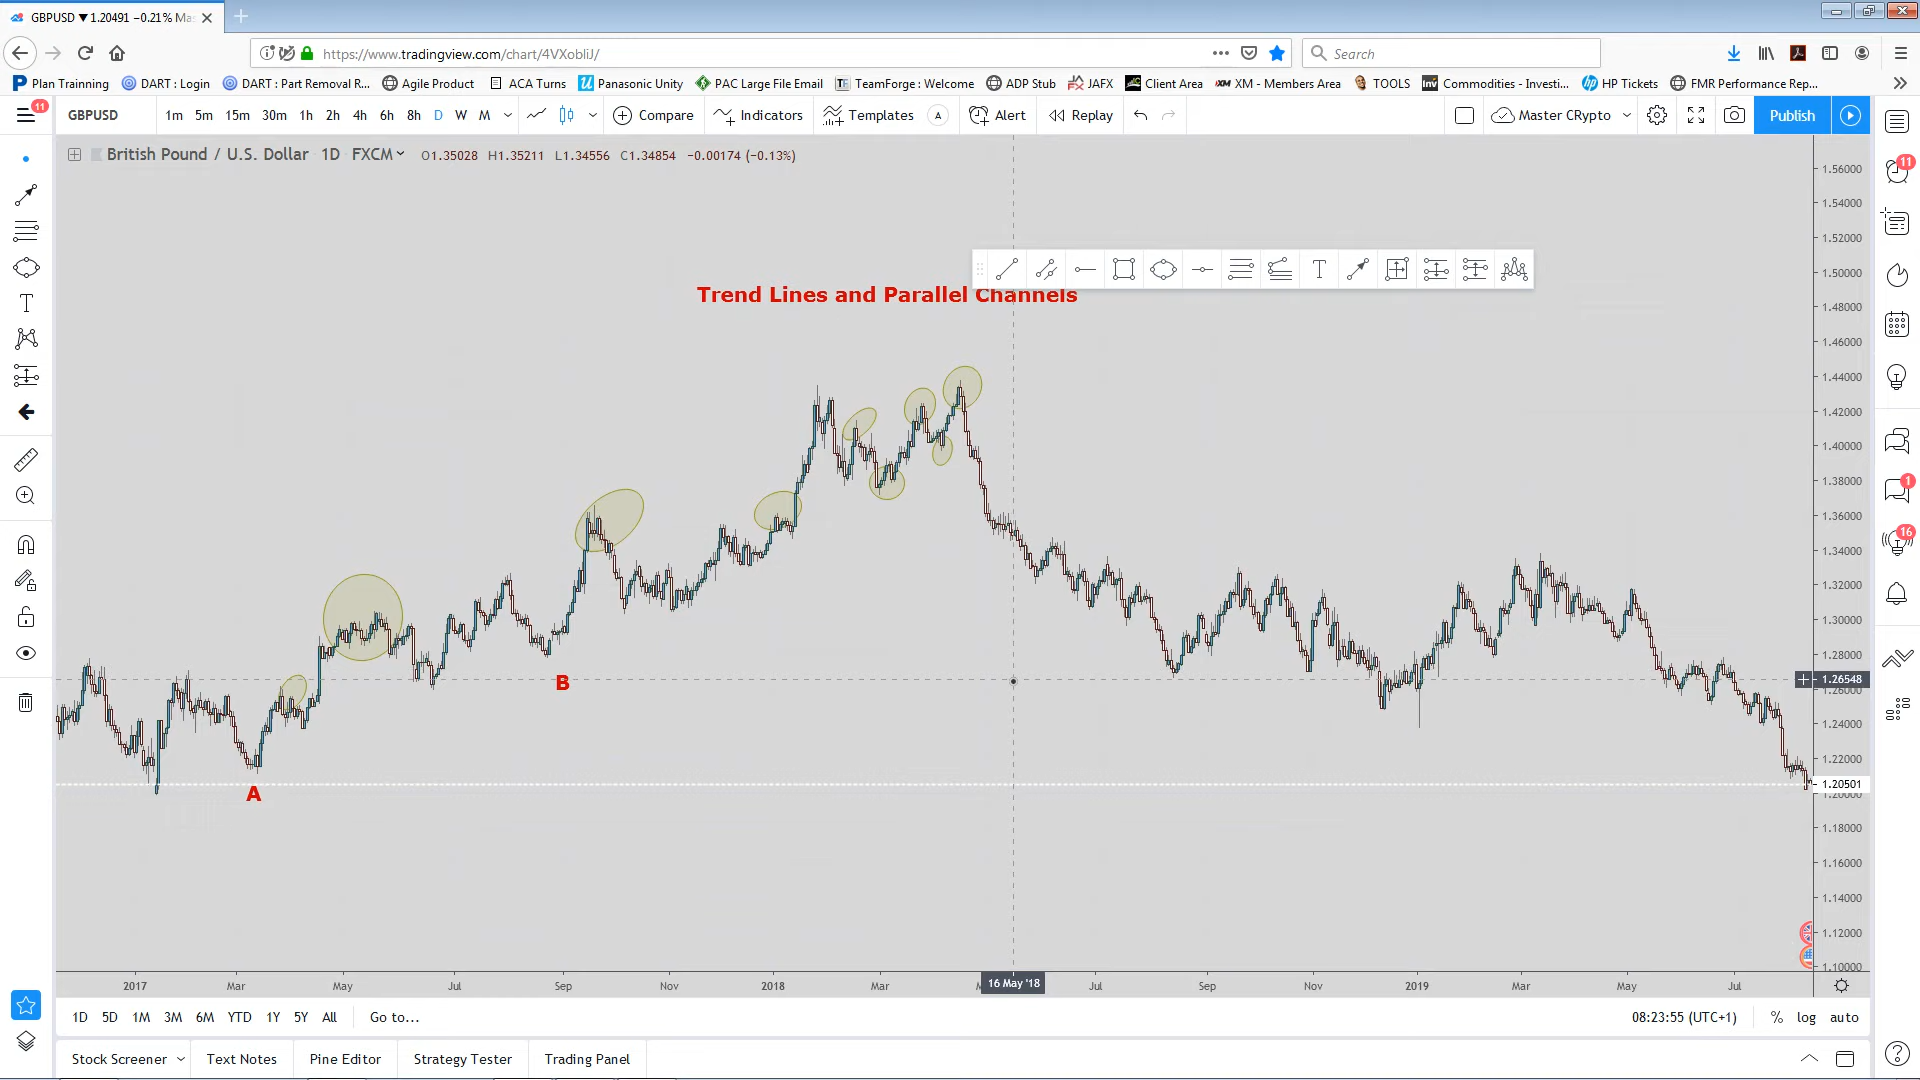 GBPUSD ▼ 1.20491 −0.21% Ma
https://www.tradingview.com/chart/4VXobliJ/
Search
Plan Trainning
DART : Login
DART : Part Removal R...
Agile Product
ACA Turns
Panasonic Unity
PAC Large File Email
TeamForge : Welcome
ADP Stub
JAFX
Client Area
XM - Members Area
TOOLS
Commodities - Investi...
HP Tickets
FMR Performance Rep...
11
GBPUSD
1m 5m 15m 30m 1h 2h 4h 6h 8h D W M
Compare
Indicators
Templates
A
Alert
Replay
Master CRypto
Publish
British Pound / U.S. Dollar 1D FXCM
O1.35028 H1.35211 L1.34556 C1.34854 −0.00174 (−0.13%)
11
1
16
Trend Lines and Parallel Channels
T
T
A
B
1.56000
1.54000
1.52000
1.50000
1.48000
1.46000
1.44000
1.42000
1.40000
1.38000
1.36000
1.34000
1.32000
1.30000
1.28000
1.26548
1.26000
1.24000
1.22000
1.20501
1.20000
1.18000
1.16000
1.14000
1.12000
1.10000
2017 Mar May Jul Sep Nov 2018 Mar 16 May '18 Jul Sep Nov 2019 Mar May Jul
1D 5D 1M 3M 6M YTD 1Y 5Y All Go to...
08:23:55 (UTC+1) % log auto
Stock Screener
Text Notes
Pine Editor
Strategy Tester
Trading Panel